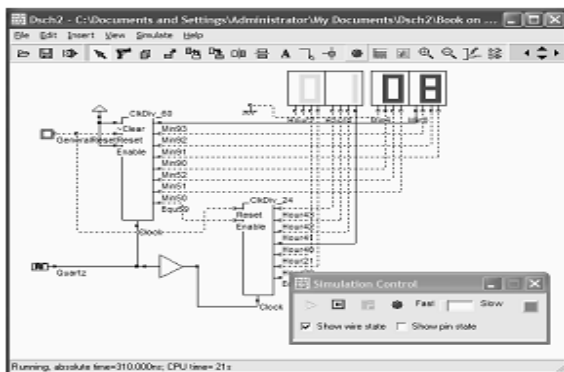 Dsch2 - C:\Documents and Settings\Administrator\My Documents\Dsch2\Book on ...
File Edit Insert View Simulate Help
ClkDiv_60
~Clear
GeneralReset
Reset
Enable
Min93
Min92
Min91
Min90
Min52
Min51
Min50
Equ59
Clock
ClkDiv_24
Reset
Enable
Hour43
Hour42
Hour41
Hour40
Hour21
Clock
Quartz
Simulation Control
Fast Slow
Show wire state Show pin state
Running, absolute time=310.000ns; CPU time= 21s